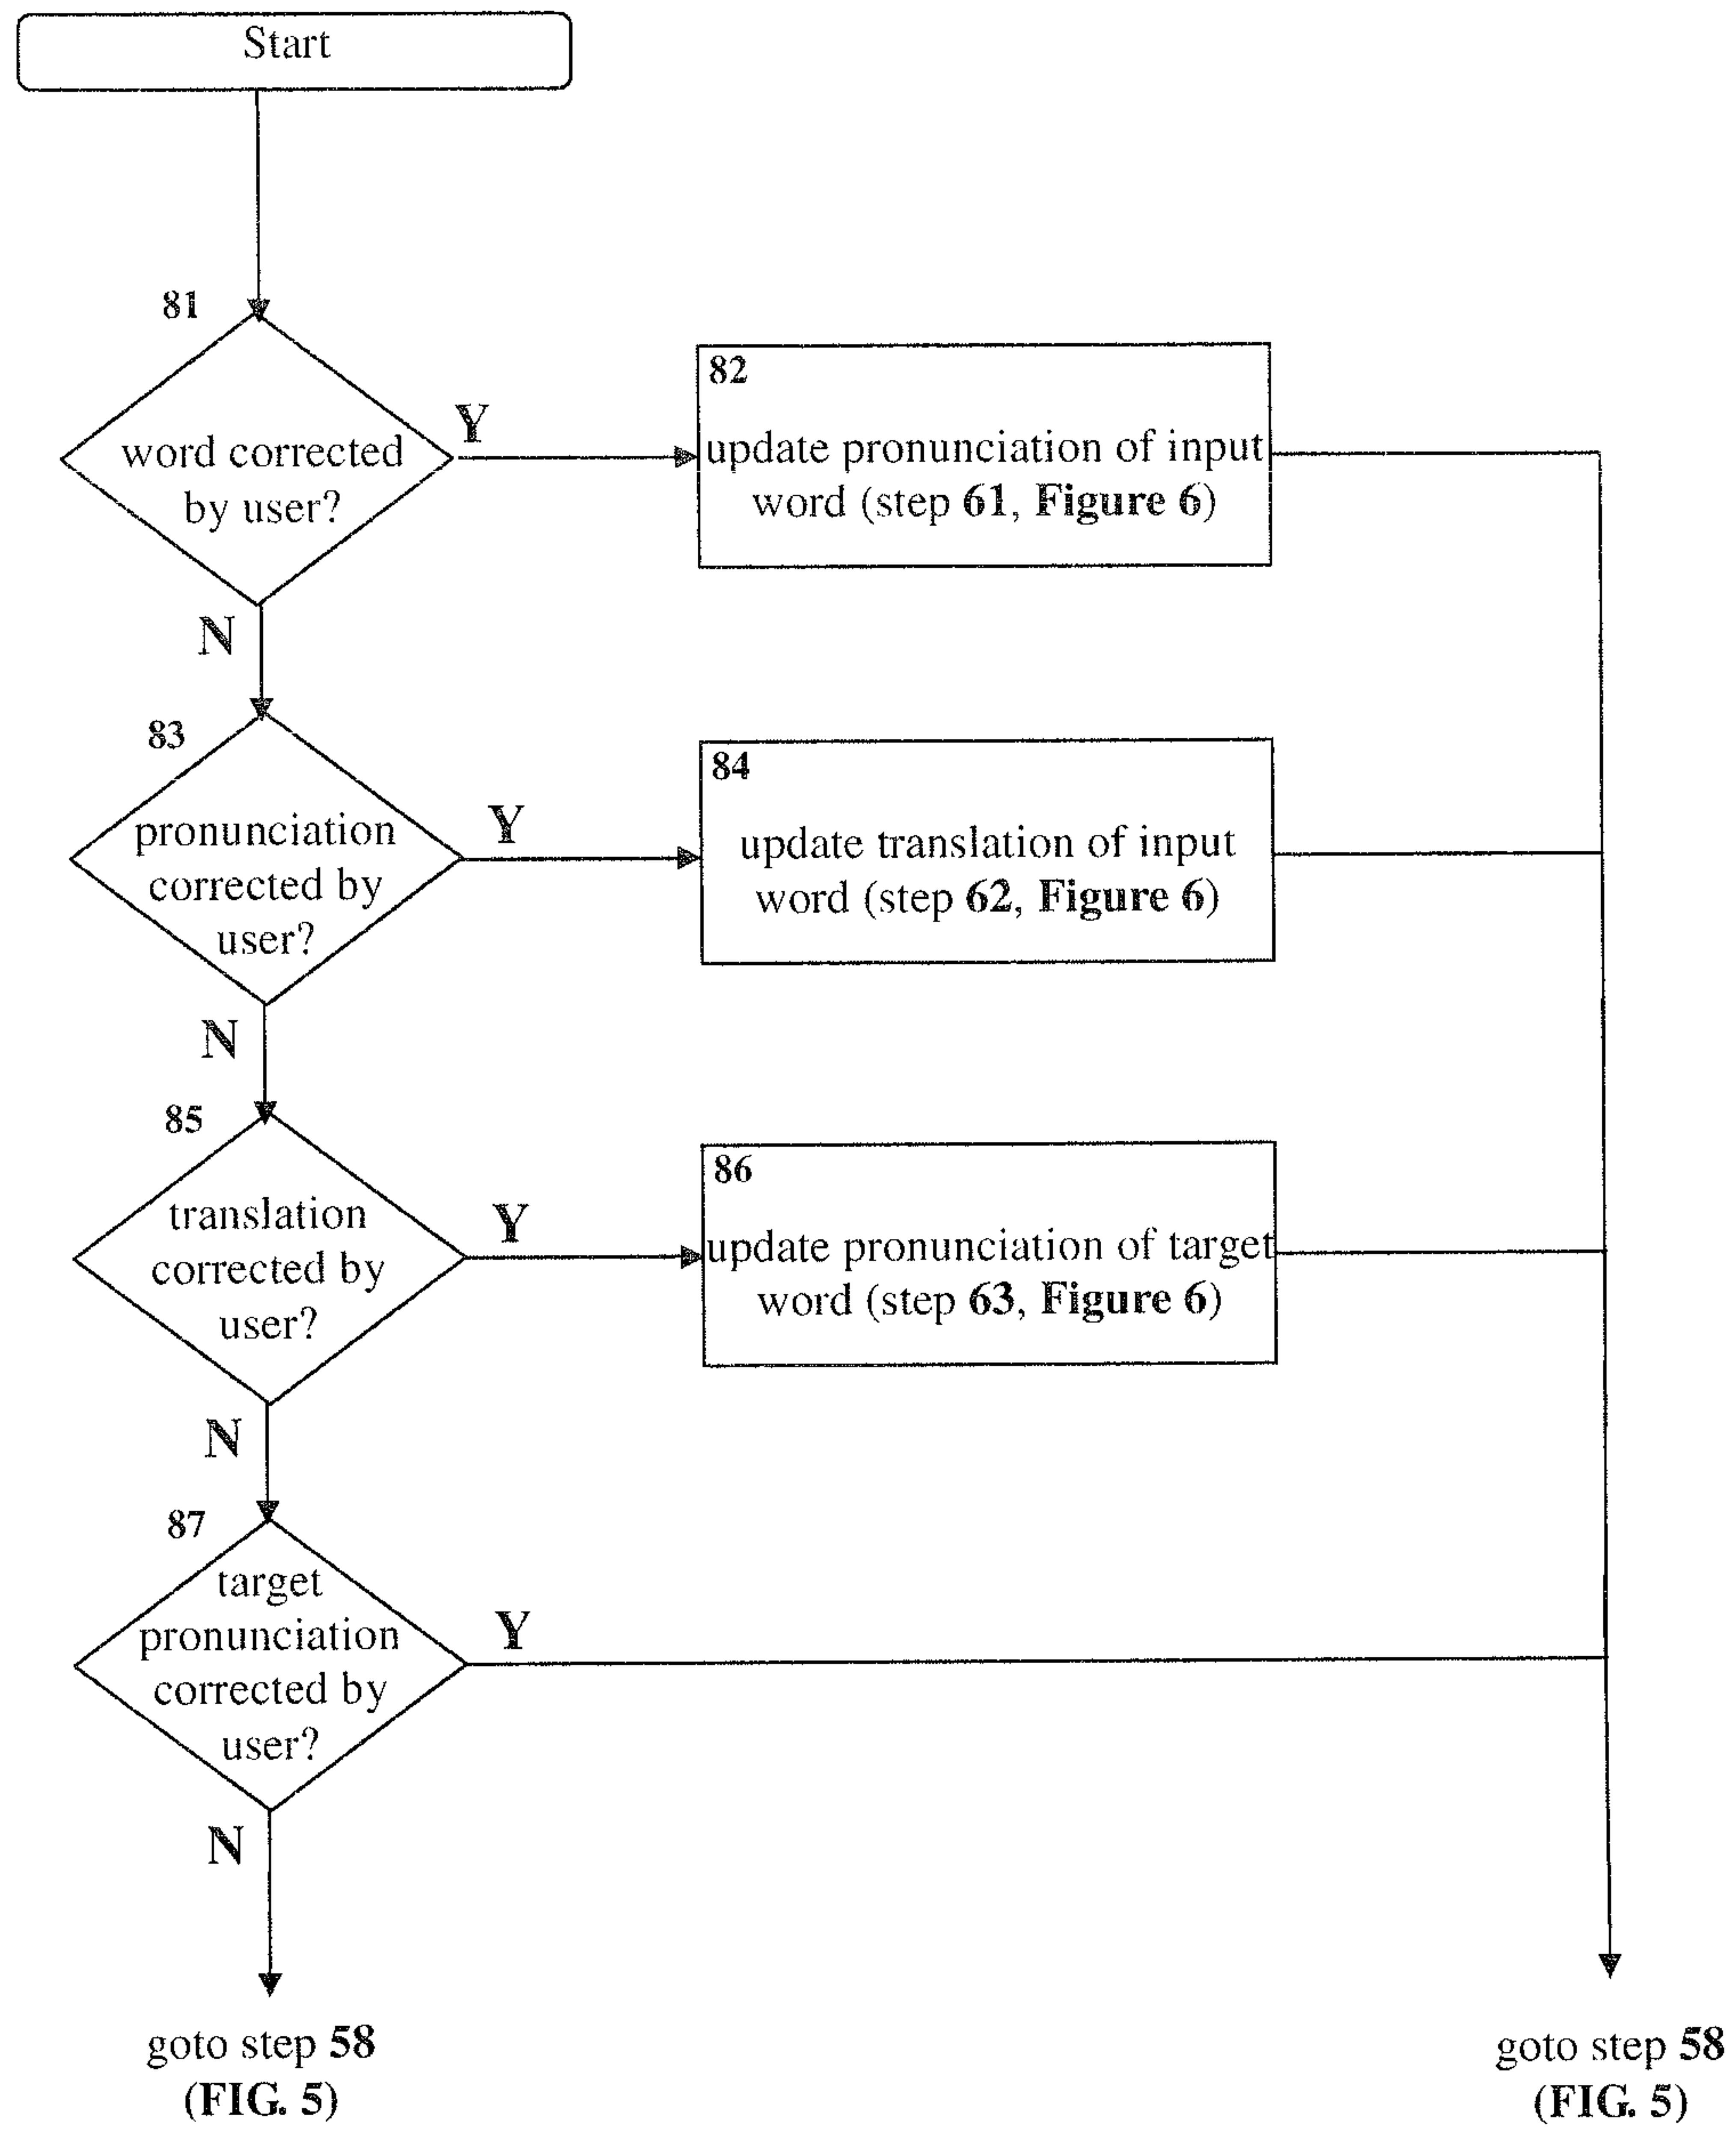 Start
81
word corrected
by user?
Y
82
update pronunciation of input
word (step 61, Figure 6)
N
83
pronunciation
corrected by
user?
Y
84
update translation of input
word (step 62, Figure 6)
N
85
translation
corrected by
user?
Y
86
update pronunciation of target
word (step 63, Figure 6)
N
87
target
pronunciation
corrected by
user?
Y
N
goto step 58
(FIG. 5)
goto step 58
(FIG. 5)